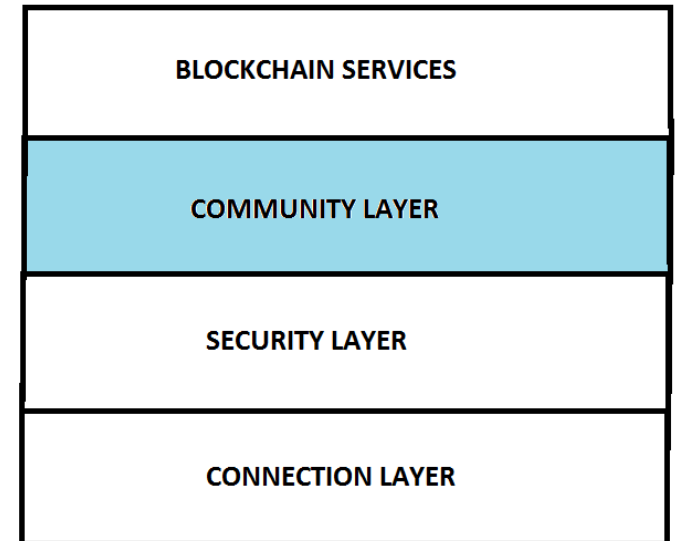 BLOCKCHAIN SERVICES
COMMUNITY LAYER
SECURITY LAYER
CONNECTION LAYER